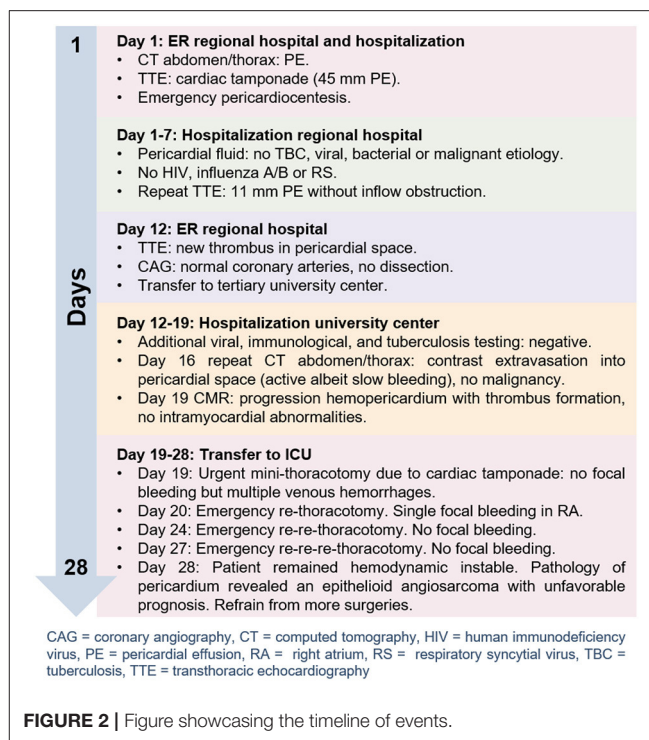 1
Day 1: ER regional hospital and hospitalization
• CT abdomen/thorax: PE.
• TTE: cardiac tamponade (45 mm PE).
• Emergency pericardiocentesis.
Day 1-7: Hospitalization regional hospital
• Pericardial fluid: no TBC, viral, bacterial or malignant etiology.
• No HIV, influenza A/B or RS.
• Repeat TTE: 11 mm PE without inflow obstruction.
Day 12: ER regional hospital
• TTE: new thrombus in pericardial space.
• CAG: normal coronary arteries, no dissection.
• Transfer to tertiary university center.
Days
Day 12-19: Hospitalization university center
• Additional viral, immunological, and tuberculosis testing: negative.
• Day 16 repeat CT abdomen/thorax: contrast extravasation into
pericardial space (active albeit slow bleeding), no malignancy.
• Day 19 CMR: progression hemopericardium with thrombus formation,
no intramyocardial abnormalities.
Day 19-28: Transfer to ICU
• Day 19: Urgent mini-thoracotomy due to cardiac tamponade: no focal
bleeding but multiple venous hemorrhages.
• Day 20: Emergency re-thoracotomy. Single focal bleeding in RA.
• Day 24: Emergency re-re-thoracotomy. No focal bleeding.
• Day 27: Emergency re-re-re-thoracotomy. No focal bleeding.
28
• Day 28: Patient remained hemodynamic instable. Pathology of
pericardium revealed an epithelioid angiosarcoma with unfavorable
prognosis. Refrain from more surgeries.
CAG = coronary angiography, CT = computed tomography, HIV = human immunodeficiency
virus, PE = pericardial effusion, RA = right atrium, RS = respiratory syncytial virus, TBC =
tuberculosis, TTE = transthoracic echocardiography
FIGURE 2 | Figure showcasing the timeline of events.